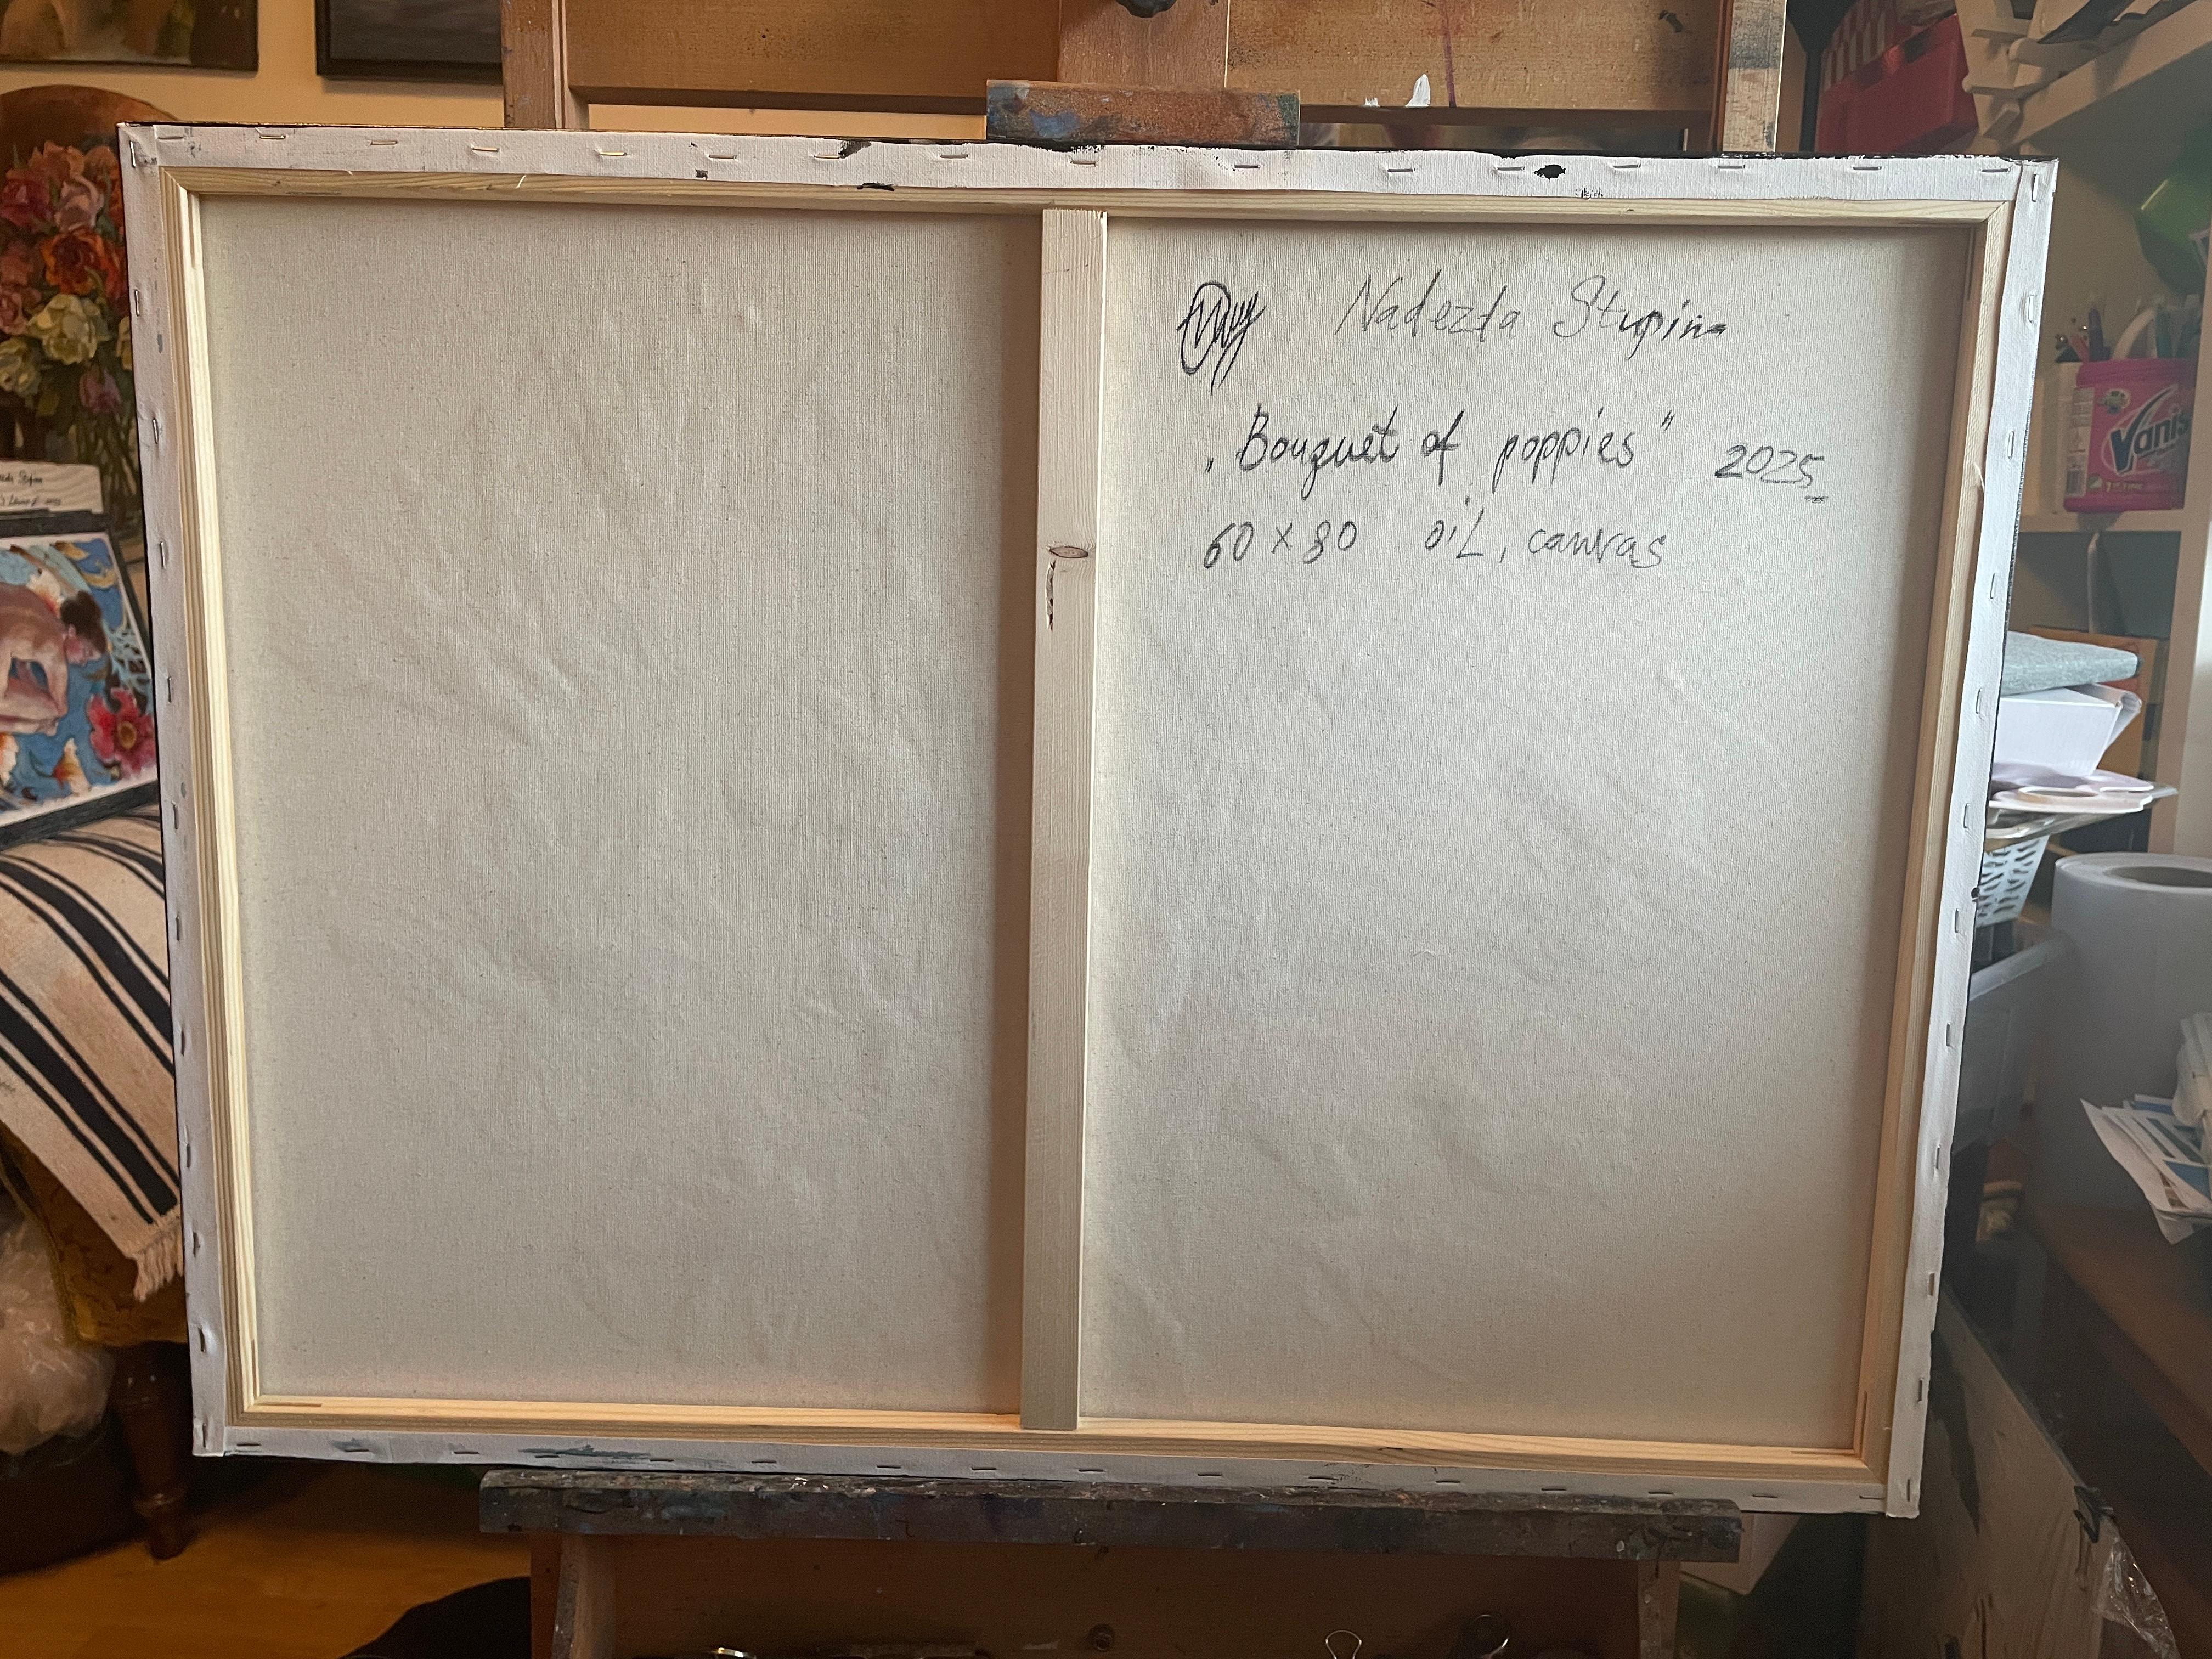 Nadezda Stupina
„Bouquet of poppies" 2025
60 x 80 oil, canvas
Vanis